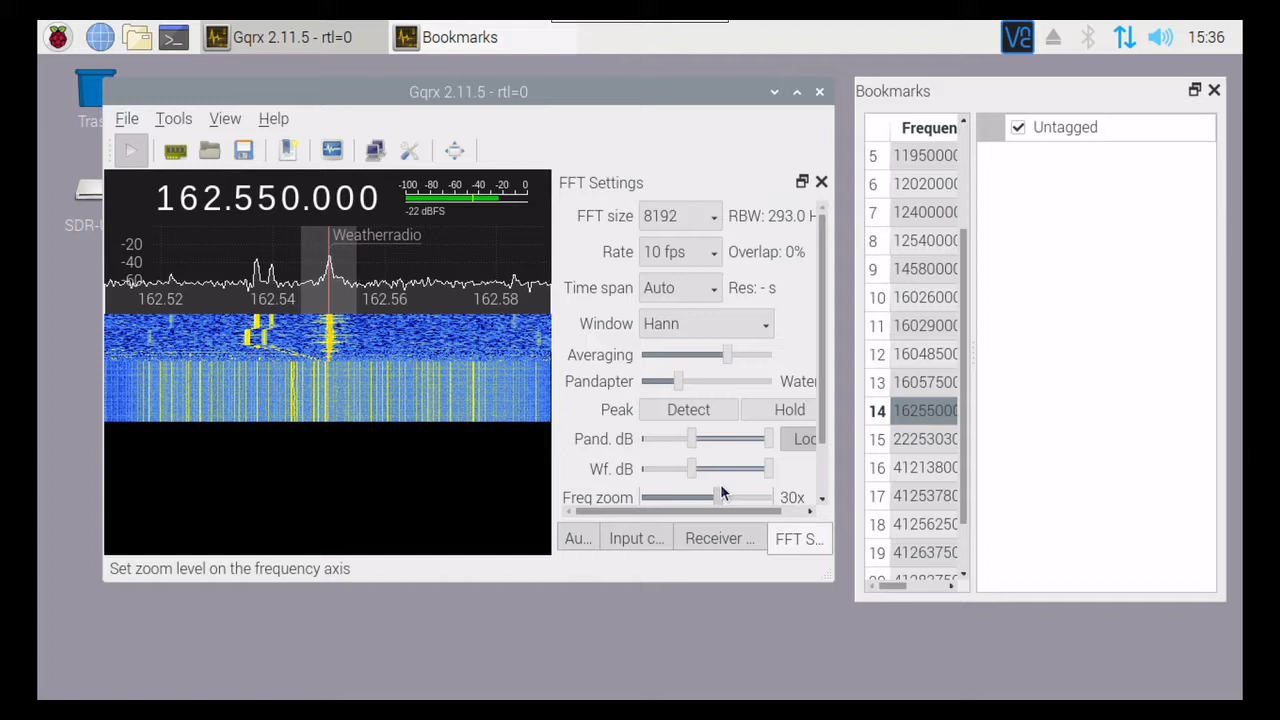 Gqrx 2.11.5 - rtl=0
Bookmarks
15:36
Gqrx 2.11.5 - rtl=0
Bookmarks
Tras
SDR-U
File Tools View Help
162.550.000
-100 -80 -60 -40 -20 0
-22 dBFS
Weatherradio
-20
-40
-60
162.52 162.54 162.56 162.58
FFT Settings
FFT size 8192 RBW: 293.0 H
Rate 10 fps Overlap: 0%
Time span Auto Res: - s
Window Hann
Averaging
Pandapter Water
Peak Detect Hold
Pand. dB Loc
Wf. dB
Freq zoom 30x
Au... Input c... Receiver ... FFT S...
Set zoom level on the frequency axis
Frequen
5 11950000
6 12020000
7 12400000
8 12540000
9 14580000
10 16026000
11 16029000
12 16048500
13 16057500
14 16255000
15 22253030
16 41213800
17 41253780
18 41256250
19 41263750
Untagged